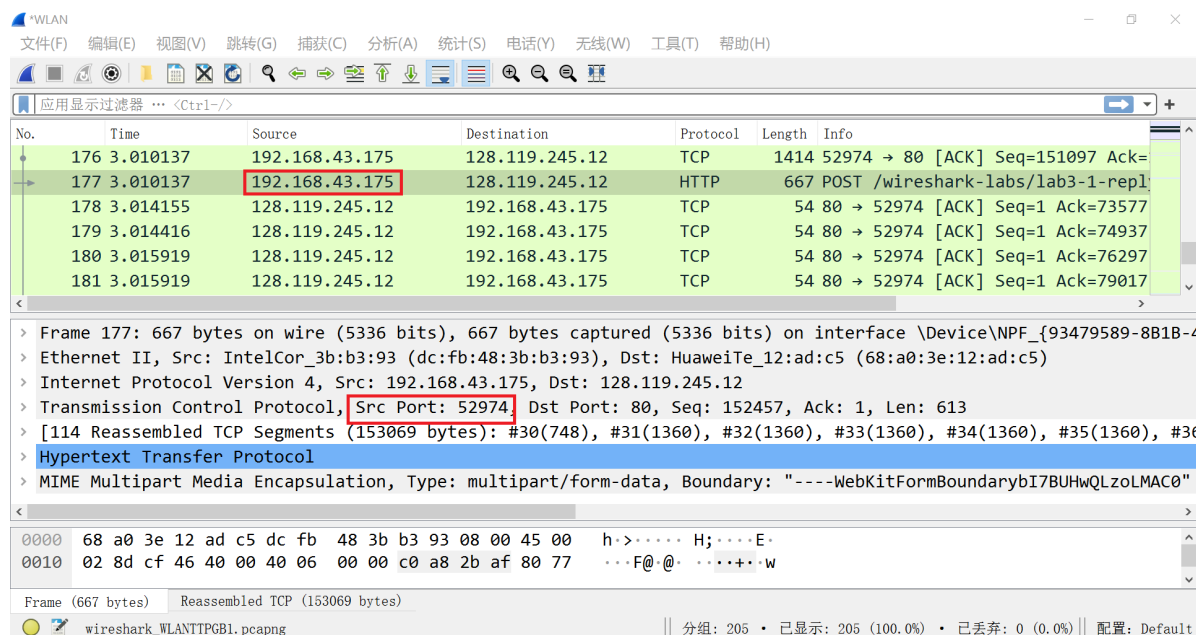 *WLAN
文件(F) 编辑(E) 视图(V) 跳转(G) 捕获(C) 分析(A) 统计(S) 电话(Y) 无线(W) 工具(T) 帮助(H)
应用显示过滤器 … <Ctrl-/>
No. Time Source Destination Protocol Length Info
176 3.010137 192.168.43.175 128.119.245.12 TCP 1414 52974 → 80 [ACK] Seq=151097 Ack=
177 3.010137 192.168.43.175 128.119.245.12 HTTP 667 POST /wireshark-labs/lab3-1-reply
178 3.014155 128.119.245.12 192.168.43.175 TCP 54 80 → 52974 [ACK] Seq=1 Ack=73577
179 3.014416 128.119.245.12 192.168.43.175 TCP 54 80 → 52974 [ACK] Seq=1 Ack=74937
180 3.015919 128.119.245.12 192.168.43.175 TCP 54 80 → 52974 [ACK] Seq=1 Ack=76297
181 3.015919 128.119.245.12 192.168.43.175 TCP 54 80 → 52974 [ACK] Seq=1 Ack=79017
Frame 177: 667 bytes on wire (5336 bits), 667 bytes captured (5336 bits) on interface \Device\NPF_{93479589-8B1B-4
Ethernet II, Src: IntelCor_3b:b3:93 (dc:fb:48:3b:b3:93), Dst: HuaweiTe_12:ad:c5 (68:a0:3e:12:ad:c5)
Internet Protocol Version 4, Src: 192.168.43.175, Dst: 128.119.245.12
Transmission Control Protocol, Src Port: 52974, Dst Port: 80, Seq: 152457, Ack: 1, Len: 613
[114 Reassembled TCP Segments (153069 bytes): #30(748), #31(1360), #32(1360), #33(1360), #34(1360), #35(1360), #36
Hypertext Transfer Protocol
MIME Multipart Media Encapsulation, Type: multipart/form-data, Boundary: "----WebKitFormBoundarybI7BUHwQLzoLMAC0"
0000 68 a0 3e 12 ad c5 dc fb 48 3b b3 93 08 00 45 00 h·>····· H;····E·
0010 02 8d cf 46 40 00 40 06 00 00 c0 a8 2b af 80 77 ···F@·@· ····+··w
Frame (667 bytes) Reassembled TCP (153069 bytes)
wireshark_WLANTTPGB1.pcapng 分组: 205 • 已显示: 205 (100.0%) • 已丢弃: 0 (0.0%) 配置: Default